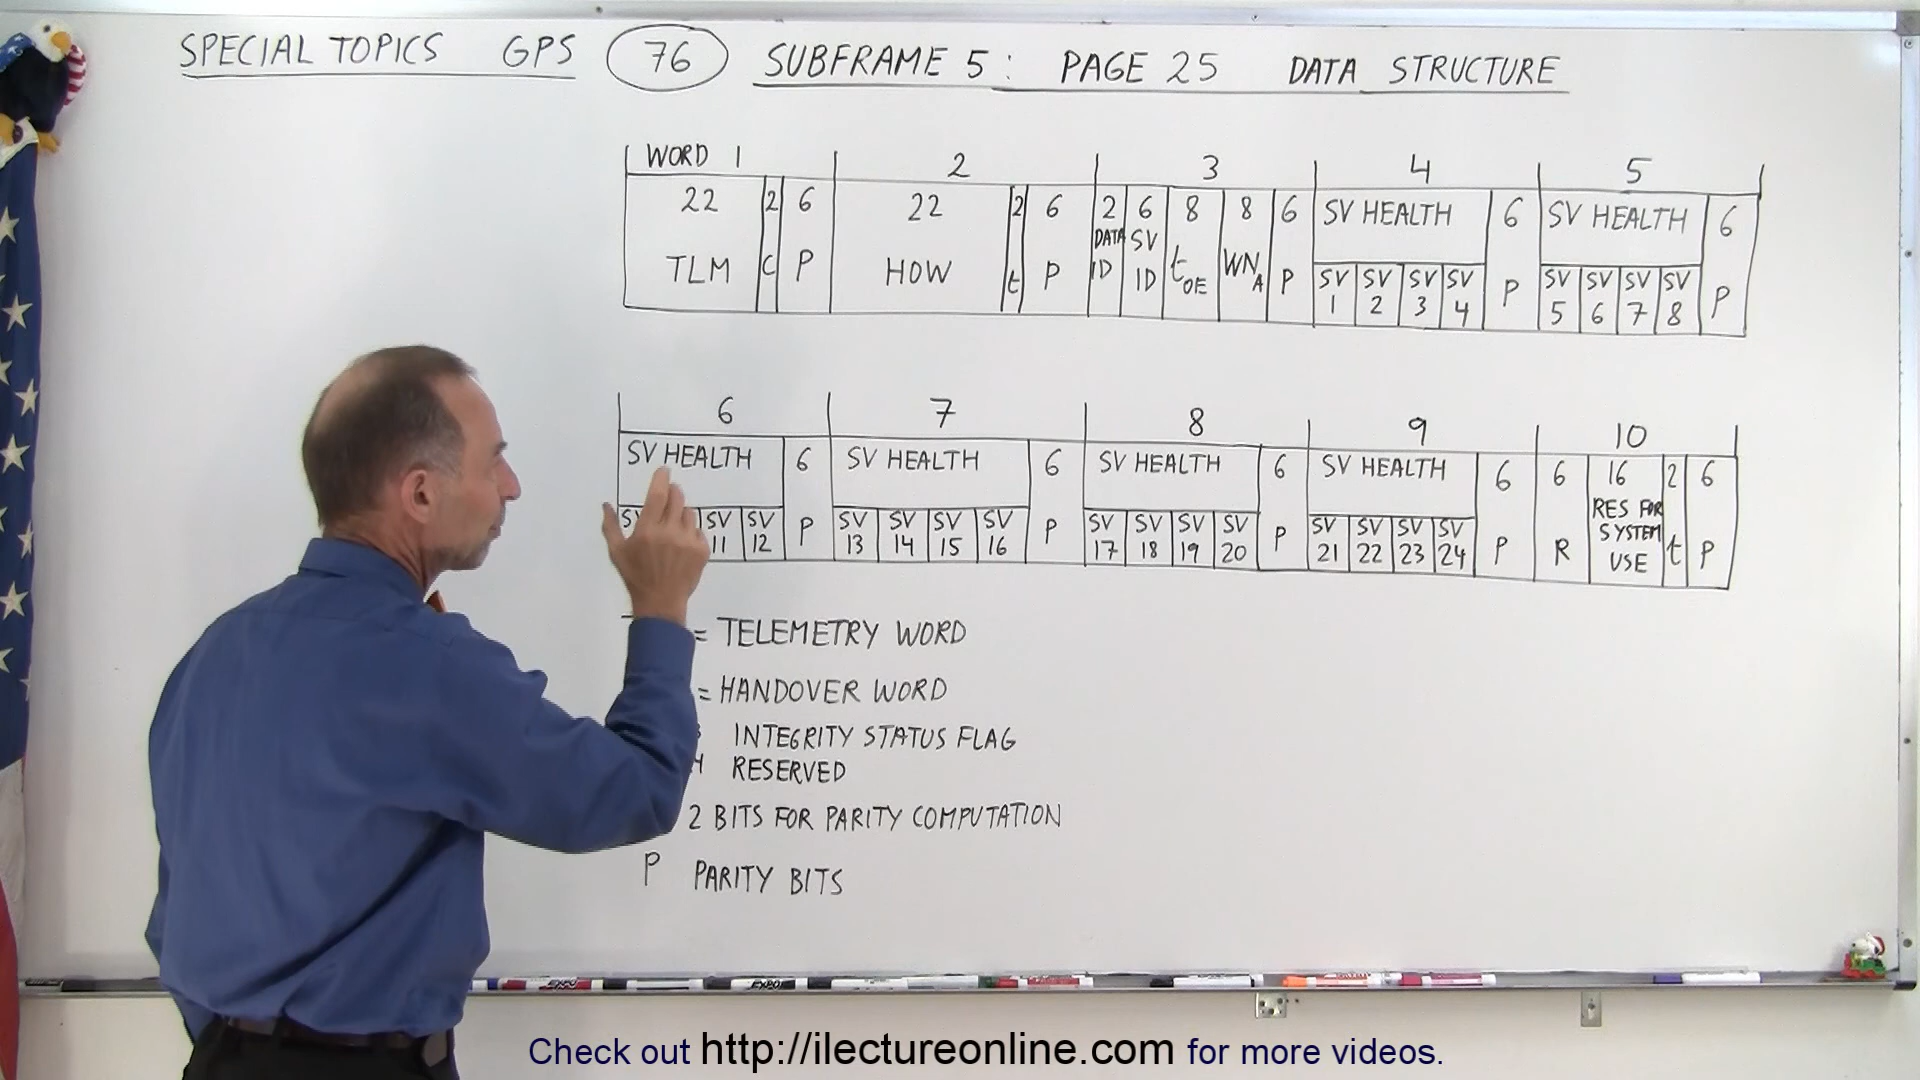 SPECIAL TOPICS GPS 76 SUBFRAME 5: PAGE 25 DATA STRUCTURE
WORD 1 2 3 4 5
22 2 6 22 2 6 2 6 8 8 6 SV HEALTH 6 SV HEALTH 6
DATA SV
TLM C P HOW t P ID ID tOE WNA P SV SV SV SV P SV SV SV SV P
1 2 3 4 5 6 7 8
6 7 8 9 10
SV HEALTH 6 SV HEALTH 6 SV HEALTH 6 SV HEALTH 6 6 16 2 6
RES FOR
SV SV SV P SV SV SV SV P SV SV SV SV P SV SV SV SV P R SYSTEM t P
11 12 13 14 15 16 17 18 19 20 21 22 23 24 USE
= TELEMETRY WORD
= HANDOVER WORD
INTEGRITY STATUS FLAG
RESERVED
2 BITS FOR PARITY COMPUTATION
P PARITY BITS
EXPO EXPO
Check out http://ilectureonline.com for more videos.